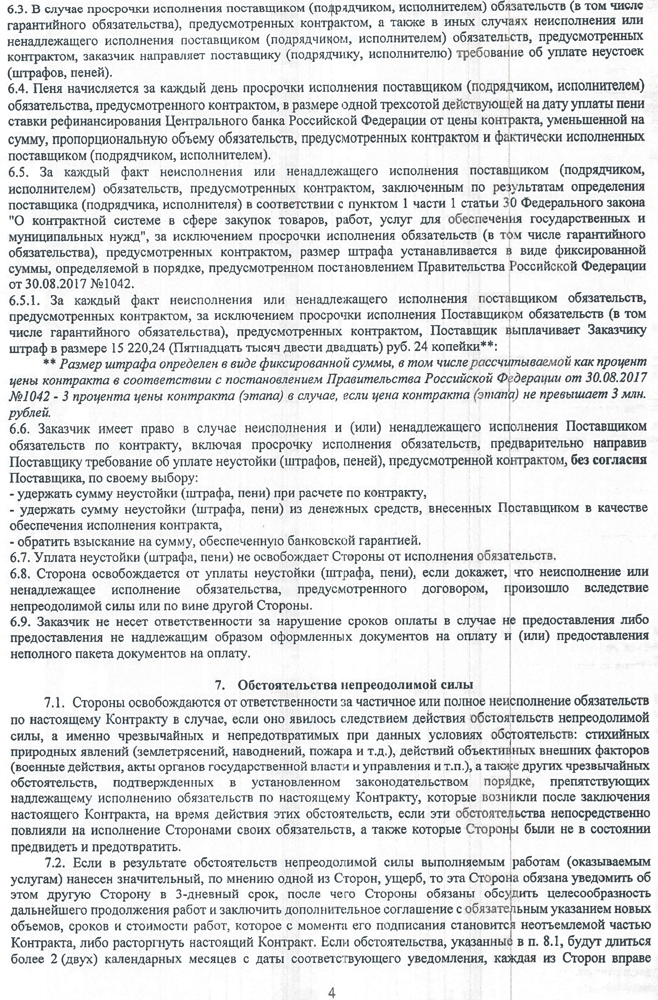 6.3. В случае просрочки исполнения поставщиком (подрядчиком, исполнителем) обязательств (в том числе
гарантийного обязательства), предусмотренных контрактом, а также в иных случаях неисполнения или
ненадлежащего исполнения поставщиком (подрядчиком, исполнителем) обязательств, предусмотренных
контрактом, заказчик направляет поставщику (подрядчику, исполнителю) требование об уплате неустоек
(штрафов, пеней).
6.4. Пеня начисляется за каждый день просрочки исполнения поставщиком (подрядчиком, исполнителем)
обязательства, предусмотренного контрактом, в размере одной трехсотой действующей на дату уплаты пени
ставки рефинансирования Центрального банка Российской Федерации от цены контракта, уменьшенной на
сумму, пропорциональную объему обязательств, предусмотренных контрактом и фактически исполненных
поставщиком (подрядчиком, исполнителем).
6.5. За каждый факт неисполнения или ненадлежащего исполнения поставщиком (подрядчиком,
исполнителем) обязательств, предусмотренных контрактом, заключенным по результатам определения
поставщика (подрядчика, исполнителя) в соответствии с пунктом 1 части 1 статьи 30 Федерального закона
"О контрактной системе в сфере закупок товаров, работ, услуг для обеспечения государственных и
муниципальных нужд", за исключением просрочки исполнения обязательств (в том числе гарантийного
обязательства), предусмотренных контрактом, размер штрафа устанавливается в виде фиксированной
суммы, определяемой в порядке, предусмотренном постановлением Правительства Российской Федерации
от 30.08.2017 №1042.
6.5.1. За каждый факт неисполнения или ненадлежащего исполнения поставщиком обязательств,
предусмотренных контрактом, за исключением просрочки исполнения Поставщиком обязательств (в том
числе гарантийного обязательства), предусмотренных контрактом, Поставщик выплачивает Заказчику
штраф в размере 15 220,24 (Пятнадцать тысяч двести двадцать) руб. 24 копейки**:
** Размер штрафа определен в виде фиксированной суммы, в том числе рассчитываемой как процент
цены контракта в соответствии с постановлением Правительства Российской Федерации от 30.08.2017
№1042 - 3 процента цены контракта (этапа) в случае, если цена контракта (этапа) не превышает 3 млн.
рублей.
6.6. Заказчик имеет право в случае неисполнения и (или) ненадлежащего исполнения Поставщиком
обязательств по контракту, включая просрочку исполнения обязательств, предварительно направив
Поставщику требование об уплате неустойки (штрафов, пеней), предусмотренной контрактом, без согласия
Поставщика, по своему выбору:
- удержать сумму неустойки (штрафа, пени) при расчете по контракту,
- удержать сумму неустойки (штрафа, пени) из денежных средств, внесенных Поставщиком в качестве
обеспечения исполнения контракта,
- обратить взыскание на сумму, обеспеченную банковской гарантией.
6.7. Уплата неустойки (штрафа, пени) не освобождает Стороны от исполнения обязательств.
6.8. Сторона освобождается от уплаты неустойки (штрафа, пени), если докажет, что неисполнение или
ненадлежащее исполнение обязательства, предусмотренного договором, произошло вследствие
непреодолимой силы или по вине другой Стороны.
6.9. Заказчик не несет ответственности за нарушение сроков оплаты в случае не предоставления либо
предоставления не надлежащим образом оформленных документов на оплату и (или) предоставления
неполного пакета документов на оплату.
7. Обстоятельства непреодолимой силы
7.1. Стороны освобождаются от ответственности за частичное или полное неисполнение обязательств
по настоящему Контракту в случае, если оно явилось следствием действия обстоятельств непреодолимой
силы, а именно чрезвычайных и непредотвратимых при данных условиях обстоятельств: стихийных
природных явлений (землетрясений, наводнений, пожара и т.д.), действий объективных внешних факторов
(военные действия, акты органов государственной власти и управления и т.п.), а также других чрезвычайных
обстоятельств, подтвержденных в установленном законодательством порядке, препятствующих
надлежащему исполнению обязательств по настоящему Контракту, которые возникли после заключения
настоящего Контракта, на время действия этих обстоятельств, если эти обстоятельства непосредственно
повлияли на исполнение Сторонами своих обязательств, а также которые Стороны были не в состоянии
предвидеть и предотвратить.
7.2. Если в результате обстоятельств непреодолимой силы выполняемым работам (оказываемым
услугам) нанесен значительный, по мнению одной из Сторон, ущерб, то эта Сторона обязана уведомить об
этом другую Сторону в 3-дневный срок, после чего Стороны обязаны обсудить целесообразность
дальнейшего продолжения работ и заключить дополнительное соглашение с обязательным указанием новых
объемов, сроков и стоимости работ, которое с момента его подписания становится неотъемлемой частью
Контракта, либо расторгнуть настоящий Контракт. Если обстоятельства, указанные в п. 8.1, будут длиться
более 2 (двух) календарных месяцев с даты соответствующего уведомления, каждая из Сторон вправе
4